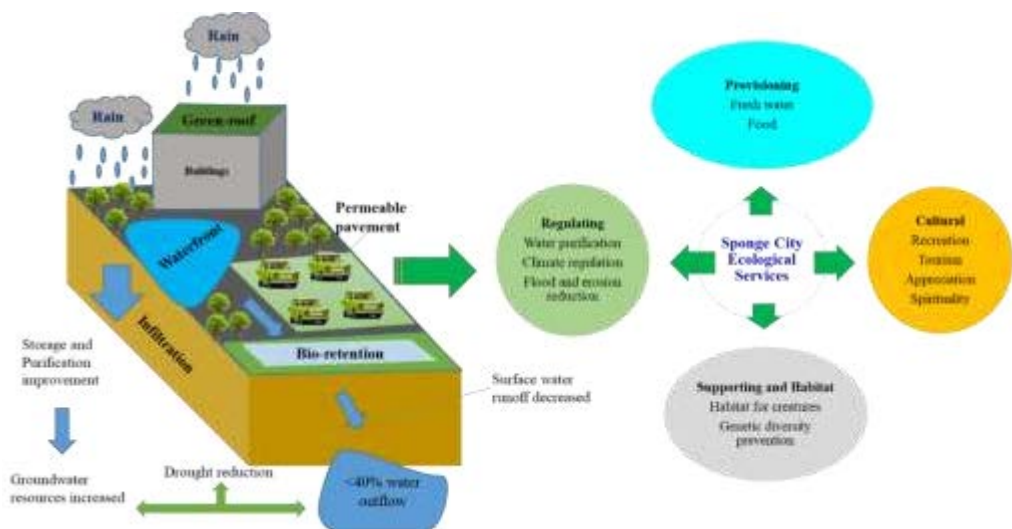 Rain
Rain
Green-roof
Buildings
Permeable
pavement
Waterfront
Infiltration
Bio-retention
Storage and
Purification
improvement
Surface water
runoff decreased
Groundwater
resources increased
Drought reduction
<40% water
outflow
Provisioning
Fresh water
Food
Regulating
Water purification
Climate regulation
Flood and erosion
reduction
Sponge City
Ecological
Services
Cultural
Recreation
Tourism
Appreciation
Spirituality
Supporting and Habitat
Habitat for creatures
Genetic diversity
prevention